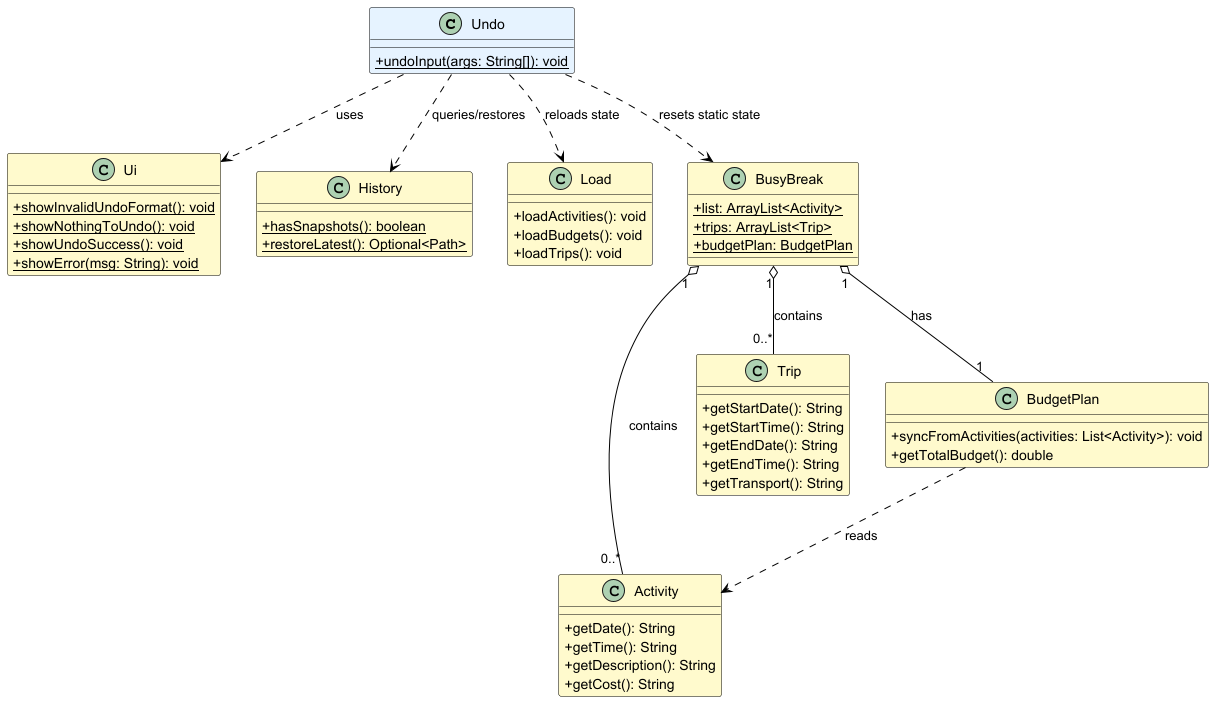 C Undo
+undoInput(args: String[]): void
uses
queries/restores
reloads state
resets static state
C Ui
+showInvalidUndoFormat(): void
+showNothingToUndo(): void
+showUndoSuccess(): void
+showError(msg: String): void
C History
+hasSnapshots(): boolean
+restoreLatest(): Optional<Path>
C Load
+loadActivities(): void
+loadBudgets(): void
+loadTrips(): void
C BusyBreak
+list: ArrayList<Activity>
+trips: ArrayList<Trip>
+budgetPlan: BudgetPlan
1
1
1
contains
has
0..*
1
C Trip
+getStartDate(): String
+getStartTime(): String
+getEndDate(): String
+getEndTime(): String
+getTransport(): String
C BudgetPlan
+syncFromActivities(activities: List<Activity>): void
+getTotalBudget(): double
contains
reads
0..*
C Activity
+getDate(): String
+getTime(): String
+getDescription(): String
+getCost(): String